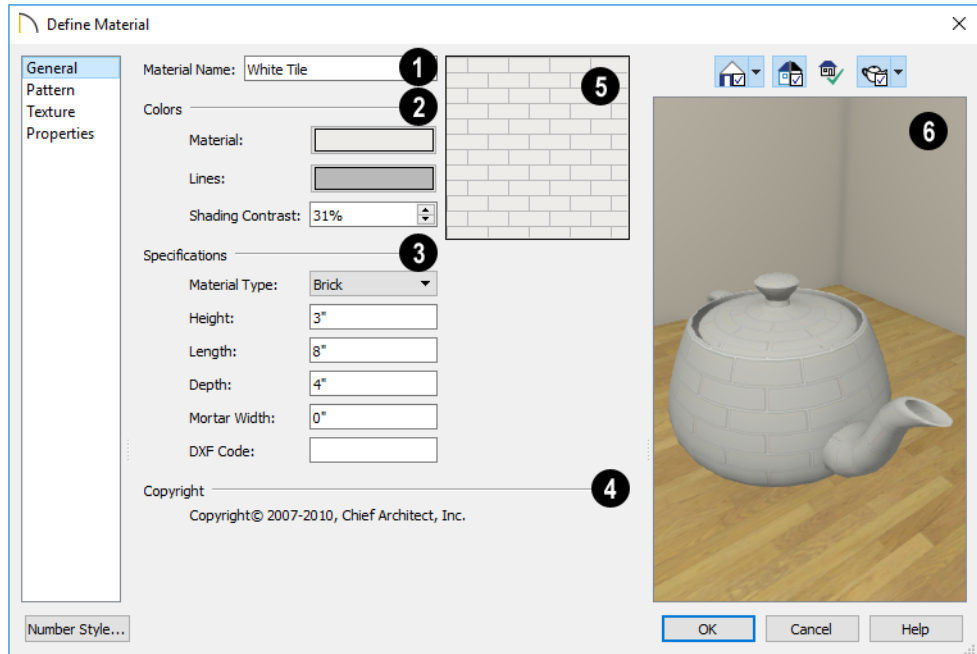 Define Material
General
Pattern
Texture
Properties
Material Name: White Tile 1
Colors 2
Material:
Lines:
Shading Contrast: 31%
Specifications 3
Material Type: Brick
Height: 3"
Length: 8"
Depth: 4"
Mortar Width: 0"
DXF Code:
Copyright 4
Copyright© 2007-2010, Chief Architect, Inc.
5
6
Number Style...
OK
Cancel
Help